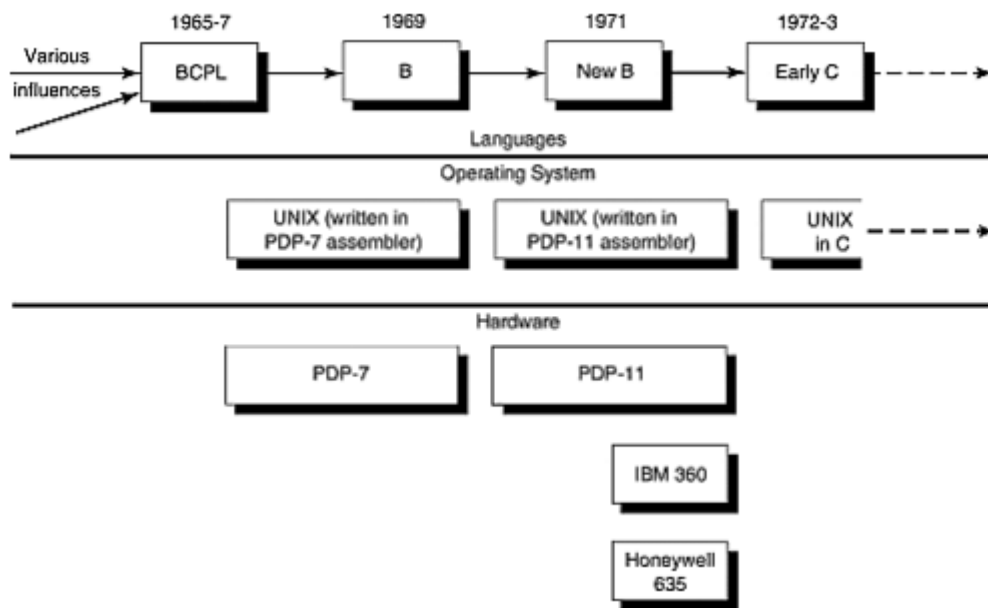 1965-7
1969
1971
1972-3
Various
influences
BCPL
B
New B
Early C
Languages
Operating System
UNIX (written in
PDP-7 assembler)
UNIX (written in
PDP-11 assembler)
UNIX
in C
Hardware
PDP-7
PDP-11
IBM 360
Honeywell
635